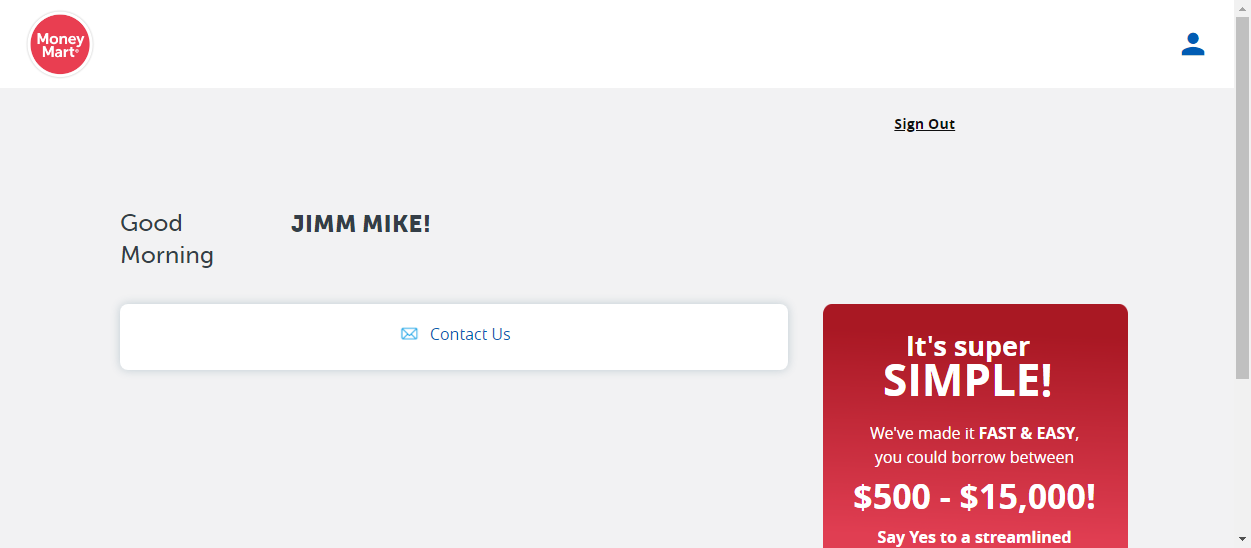 Money
Mart®
Sign Out
Good
Morning
JIMM MIKE!
Contact Us
It's super
SIMPLE!
We've made it FAST & EASY,
you could borrow between
$500 - $15,000!
Say Yes to a streamlined